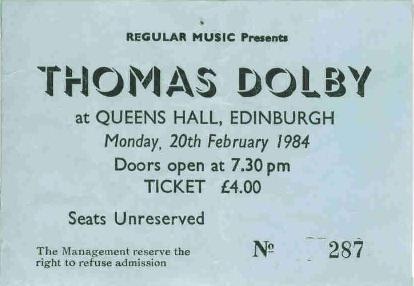 REGULAR MUSIC Presents
THOMAS DOLBY
at QUEENS HALL, EDINBURGH
Monday, 20th February 1984
Doors open at 7.30 pm
TICKET £4.00
Seats Unreserved
The Management reserve the
right to refuse admission
Nº 287